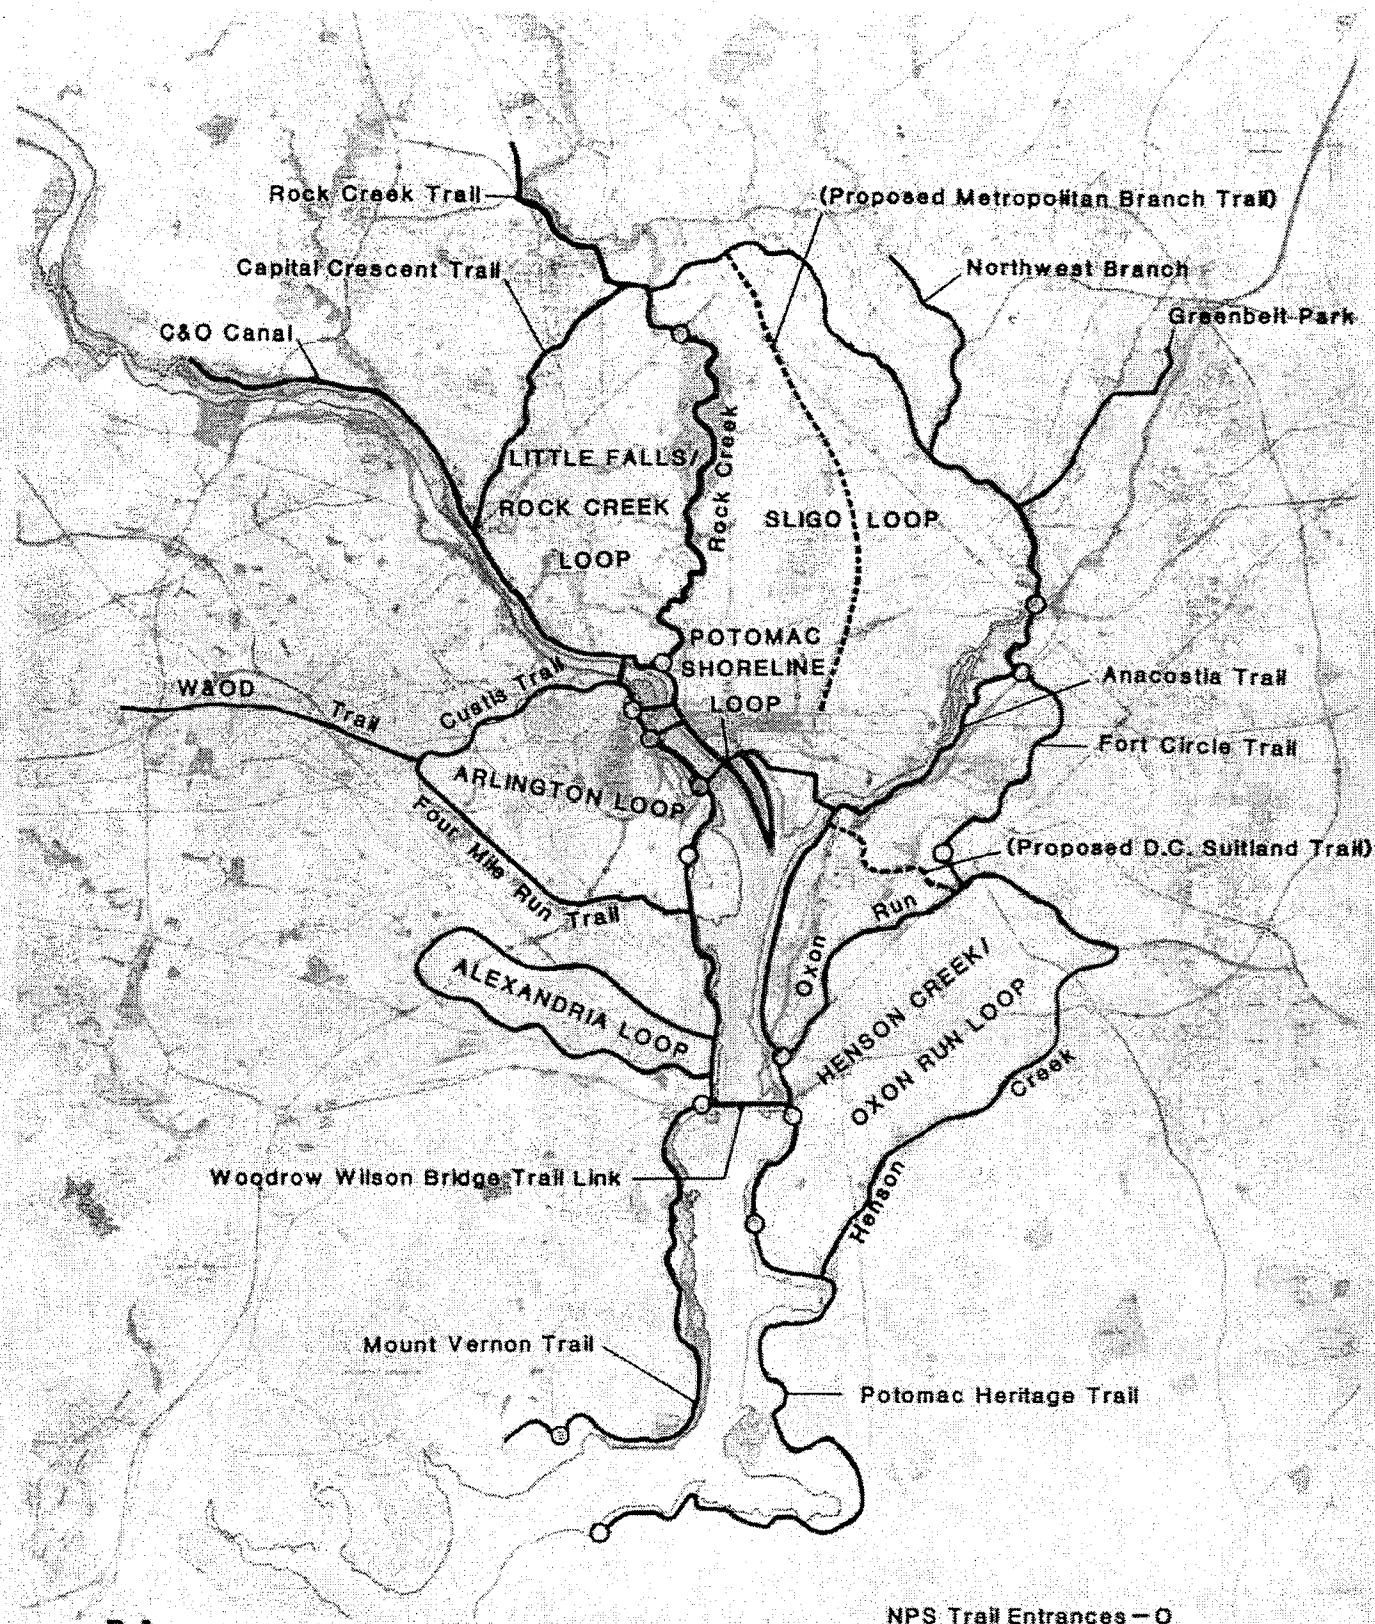 Rock Creek Trail
(Proposed Metropolitan Branch Trail)
Capital Crescent Trail
Northwest Branch
C&O Canal
Greenbelt Park
Rock Creek
LITTLE FALLS/
ROCK CREEK
LOOP
SLIGO LOOP
POTOMAC
SHORELINE
LOOP
Custis Trail
W&OD
Trail
Anacostia Trail
Fort Circle Trail
ARLINGTON LOOP
Four Mile Run Trail
(Proposed D.C. Suitland Trail)
Oxon Run
ALEXANDRIA LOOP
HENSON CREEK/
OXON RUN LOOP
Henson Creek
Woodrow Wilson Bridge Trail Link
Mount Vernon Trail
Potomac Heritage Trail
NPS Trail Entrances—O